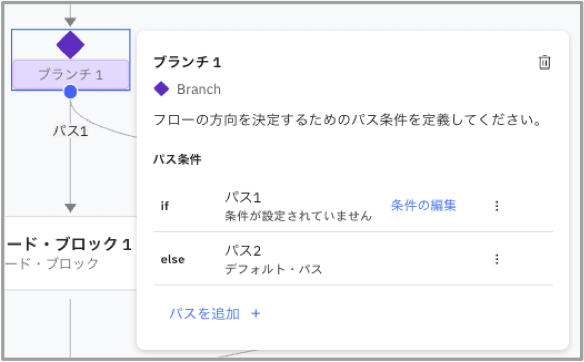 ブランチ 1
パス1
ード・ブロック 1
ード・ブロック
ブランチ 1
Branch
フローの方向を決定するためのパス条件を定義してください。
パス条件
if
パス1
条件が設定されていません
条件の編集
else
パス2
デフォルト・パス
パスを追加 +